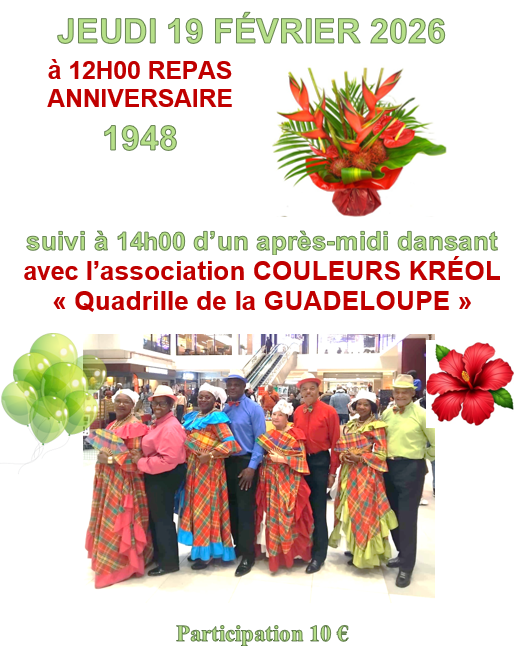 JEUDI 19 FÉVRIER 2026
à 12H00 REPAS
ANNIVERSAIRE
1948
suivi à 14h00 d’un après-midi dansant
avec l’association COULEURS KRÉOL
« Quadrille de la GUADELOUPE »
Participation 10 €